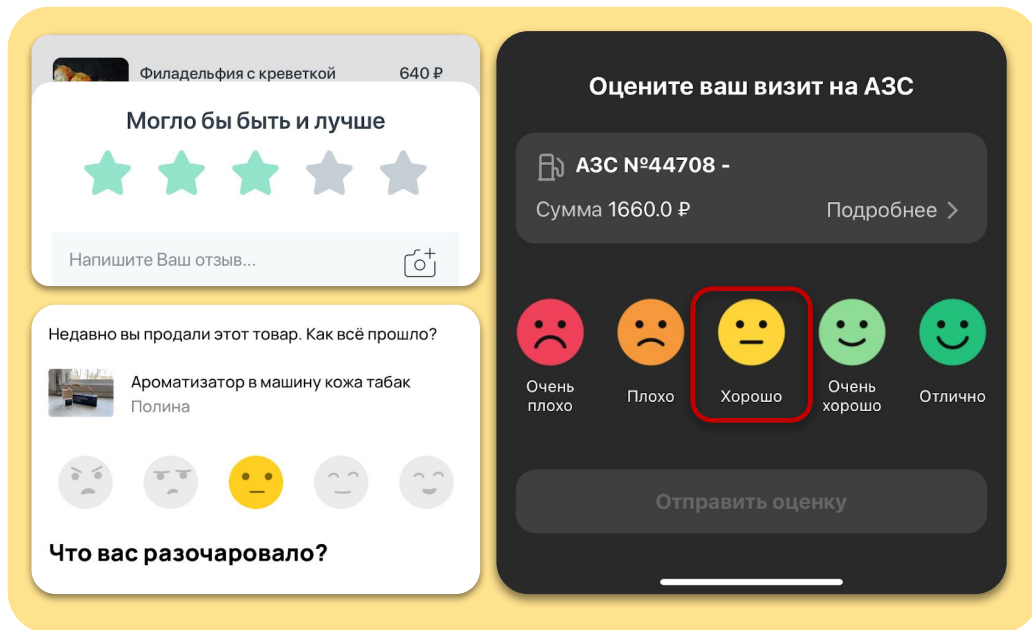 Филадельфия с креветкой 640 ₽
Могло бы быть и лучше
Напишите Ваш отзыв...
Недавно вы продали этот товар. Как всё прошло?
Ароматизатор в машину кожа табак
Полина
Что вас разочаровало?
Оцените ваш визит на АЗС
АЗС №44708 -
Сумма 1660.0 ₽ Подробнее
Очень
плохо
Плохо
Хорошо
Очень
хорошо
Отлично
Отправить оценку